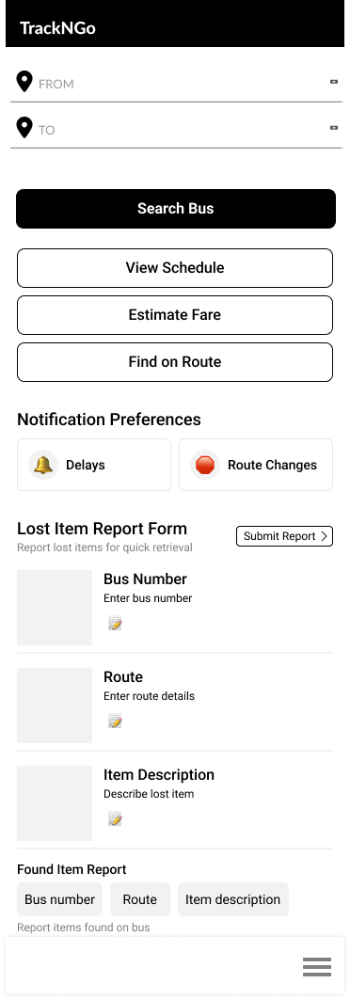 TrackNGo
FROM
TO
Search Bus
View Schedule
Estimate Fare
Find on Route
Notification Preferences
Delays
Route Changes
Lost Item Report Form
Report lost items for quick retrieval
Submit Report
Bus Number
Enter bus number
Route
Enter route details
Item Description
Describe lost item
Found Item Report
Bus number
Route
Item description
Report items found on bus